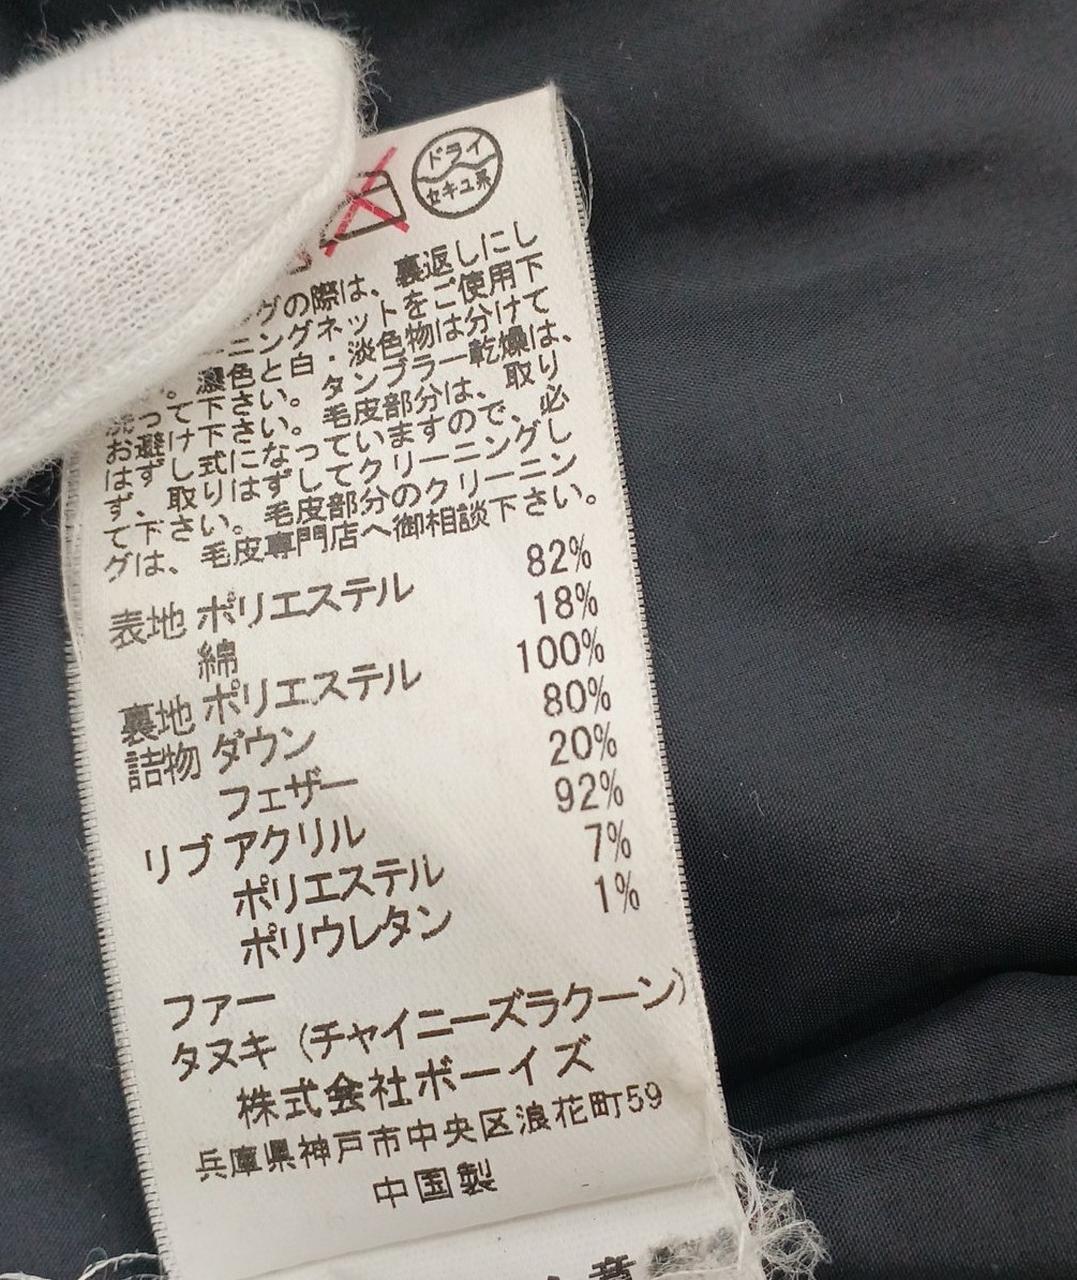 ドライ
セキユ系
グの際は、裏返しにし
ニングネットをご使用下
。濃色と白・淡色物は分けて
洗って下さい。タンブラー乾燥は、
お避け下さい。毛皮部分は、取り
はずし式になっていますので、必
ず、取りはずしてクリーニングし
て下さい。毛皮部分のクリーニン
グは、毛皮専門店へ御相談下さい。
表地 ポリエステル 82%
綿 18%
裏地 ポリエステル 100%
詰物 ダウン 80%
フェザー 20%
リブ アクリル 92%
ポリエステル 7%
ポリウレタン 1%
ファー
タヌキ (チャイニーズラクーン)
株式会社ボーイズ
兵庫県神戸市中央区浪花町59
中国製